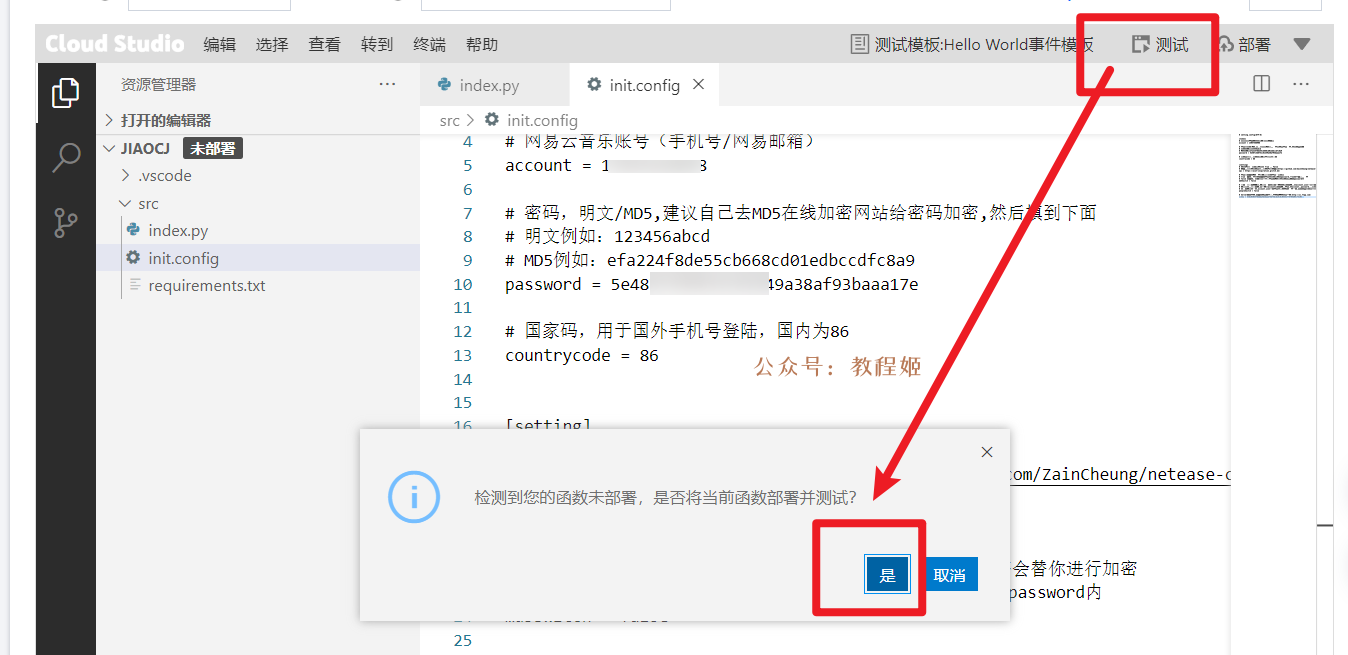 Cloud Studio 编辑 选择 查看 转到 终端 帮助 测试模板:Hello World事件模板 测试 部署
资源管理器 ··· index.py init.config ···
打开的编辑器
src > init.config
JIAOCJ 未部署
.vscode
src
index.py
init.config
requirements.txt
4 # 网易云音乐账号（手机号/网易邮箱）
5 account = 1 3
6
7 # 密码，明文/MD5,建议自己去MD5在线加密网站给密码加密,然后填到下面
8 # 明文例如：123456abcd
9 # MD5例如：efa224f8de55cb668cd01edbccdfc8a9
10 password = 5e48 49a38af93baaa17e
11
12 # 国家码，用于国外手机号登陆，国内为86
13 countrycode = 86
公众号：教程姬
14
15
16 [setting]
com/ZainCheung/netease-c
检测到您的函数未部署，是否将当前函数部署并测试?
是 取消
会替你进行加密
password内
25